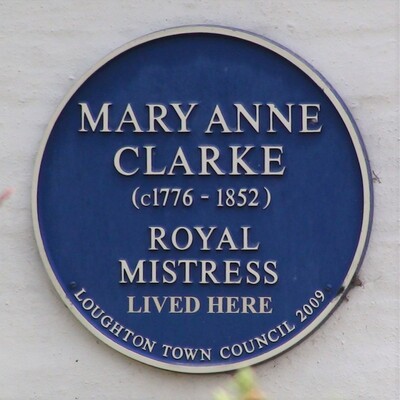 MARY ANNE
CLARKE
(c1776 - 1852)
ROYAL
MISTRESS
LIVED HERE
LOUGHTON TOWN COUNCIL 2009